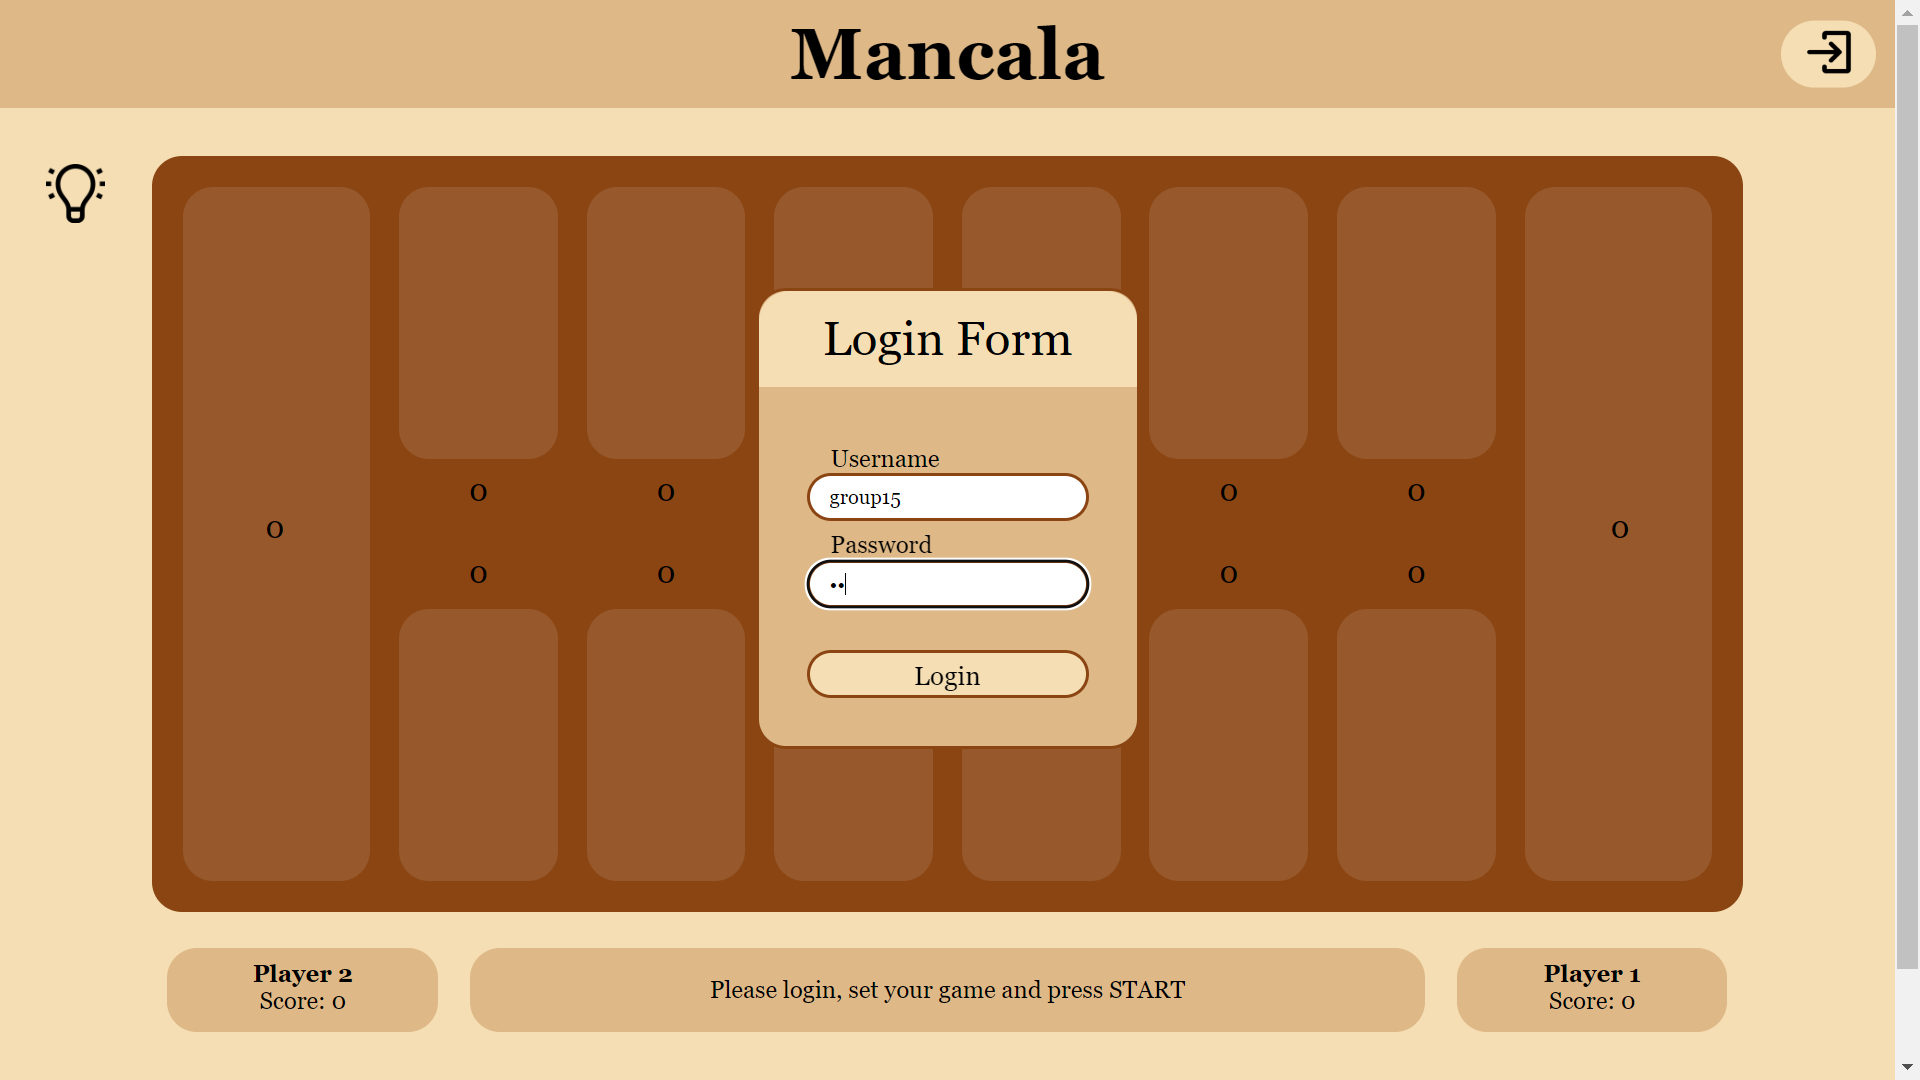 Mancala
Login Form
Username
group15
Password
••
Login
0
0
0
0
0
0
0
0
0
0
Player 2
Score: 0
Please login, set your game and press START
Player 1
Score: 0